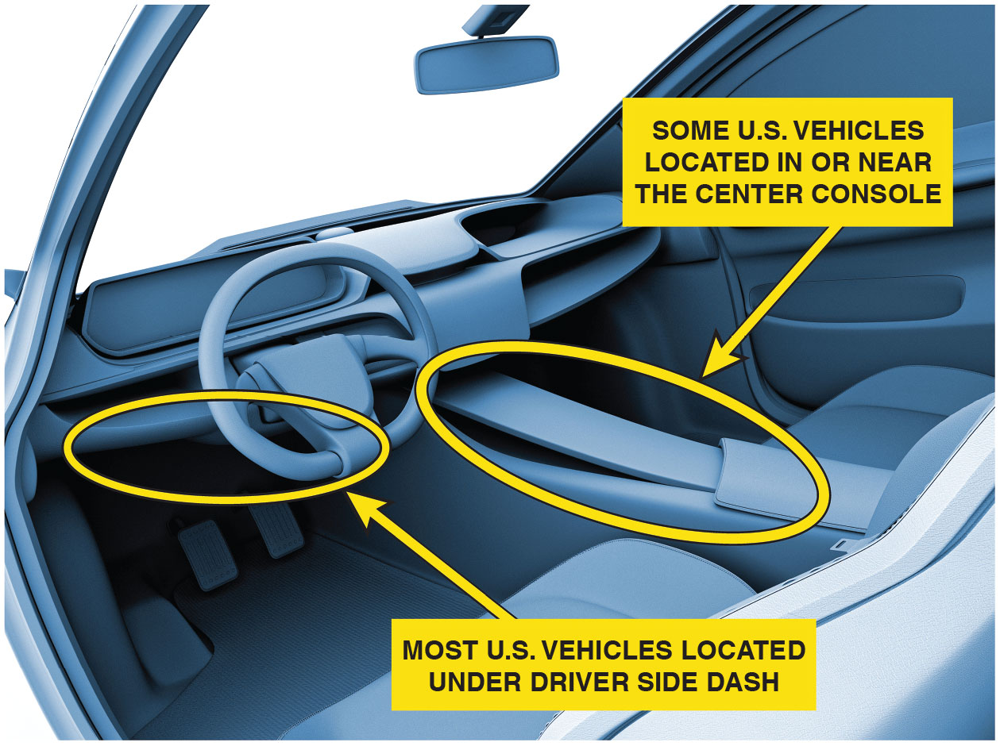 SOME U.S. VEHICLES
LOCATED IN OR NEAR
THE CENTER CONSOLE
MOST U.S. VEHICLES LOCATED
UNDER DRIVER SIDE DASH